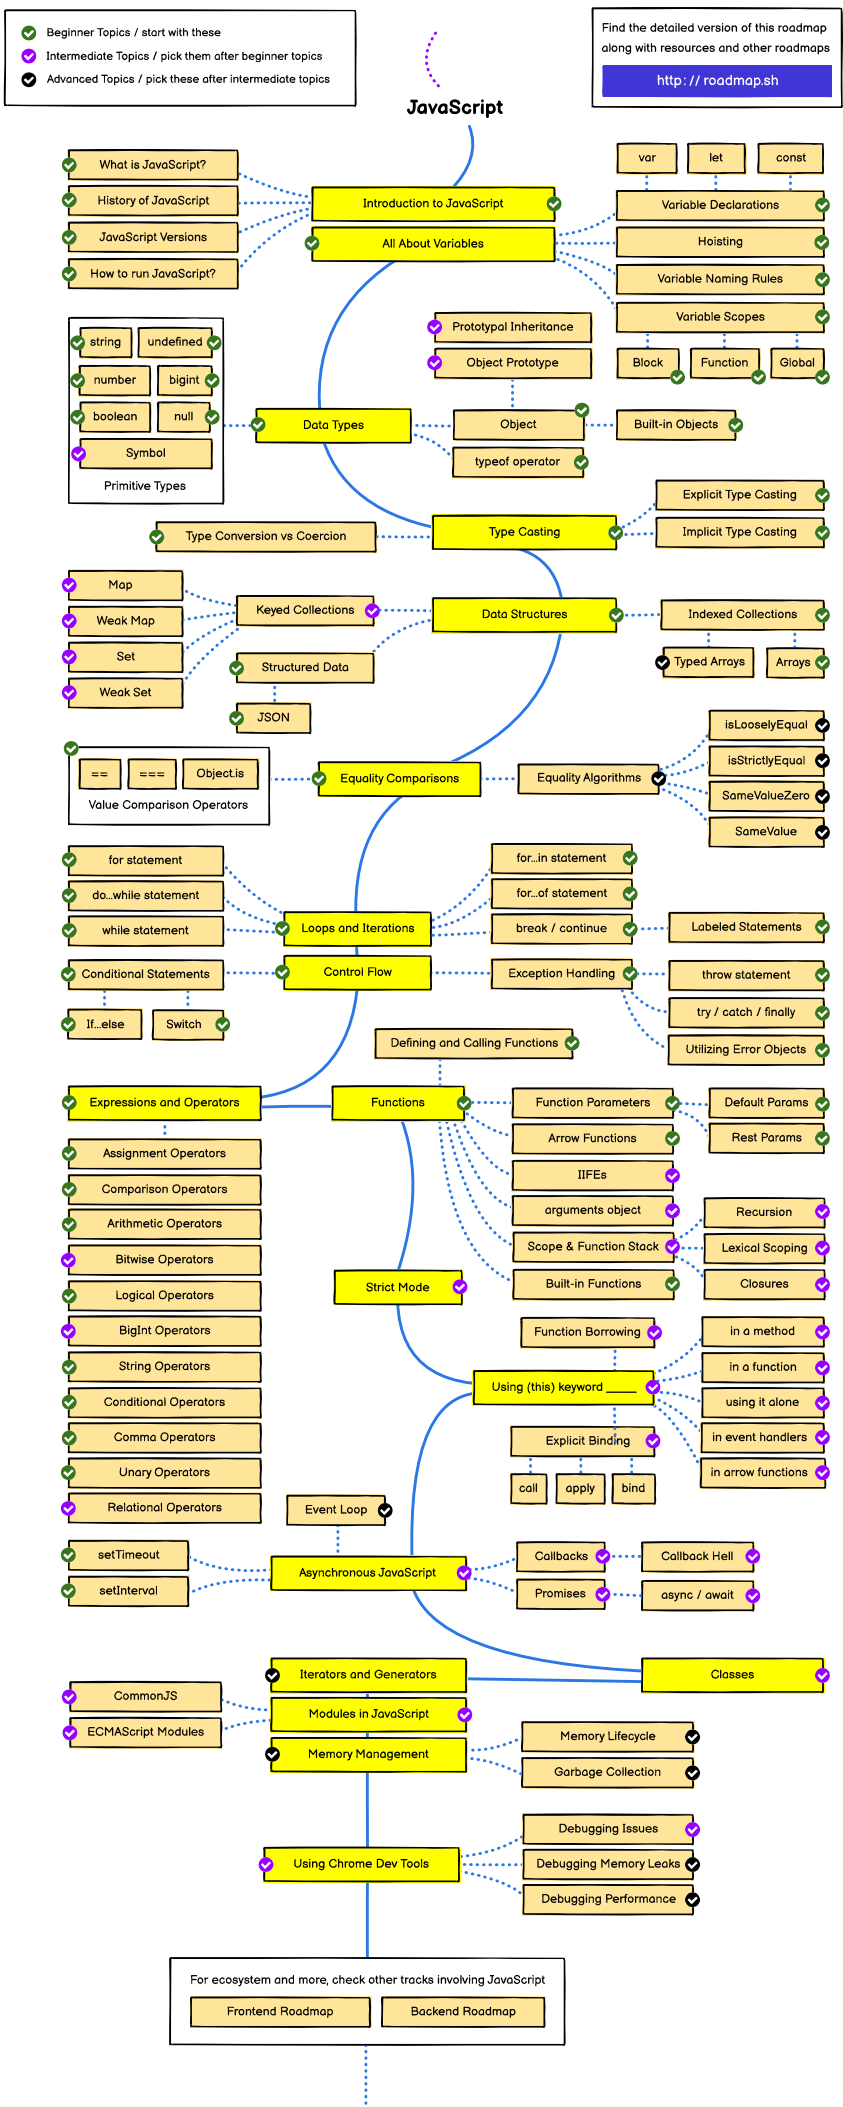 Beginner Topics / start with these
Intermediate Topics / pick them after beginner topics
Advanced Topics / pick these after intermediate topics
Find the detailed version of this roadmap
along with resources and other roadmaps
http://roadmap.sh
JavaScript
What is JavaScript?
History of JavaScript
JavaScript Versions
How to run JavaScript?
Introduction to JavaScript
All About Variables
var
let
const
Variable Declarations
Hoisting
Variable Naming Rules
Variable Scopes
Block
Function
Global
string
undefined
number
bigint
boolean
null
Symbol
Primitive Types
Data Types
Prototypal Inheritance
Object Prototype
Object
typeof operator
Built-in Objects
Type Conversion vs Coercion
Type Casting
Explicit Type Casting
Implicit Type Casting
Map
Weak Map
Set
Weak Set
Keyed Collections
Structured Data
JSON
Data Structures
Indexed Collections
Typed Arrays
Arrays
==
===
Object.is
Value Comparison Operators
Equality Comparisons
Equality Algorithms
isLooselyEqual
isStrictlyEqual
SameValueZero
SameValue
for statement
do...while statement
while statement
Loops and Iterations
for...in statement
for...of statement
break / continue
Labeled Statements
Conditional Statements
If...else
Switch
Control Flow
Exception Handling
throw statement
try / catch / finally
Utilizing Error Objects
Defining and Calling Functions
Expressions and Operators
Assignment Operators
Comparison Operators
Arithmetic Operators
Bitwise Operators
Logical Operators
BigInt Operators
String Operators
Conditional Operators
Comma Operators
Unary Operators
Relational Operators
Functions
Function Parameters
Default Params
Rest Params
Arrow Functions
IIFEs
arguments object
Scope & Function Stack
Recursion
Lexical Scoping
Closures
Built-in Functions
Strict Mode
Function Borrowing
Using (this) keyword _____
in a method
in a function
using it alone
in event handlers
in arrow functions
Explicit Binding
call
apply
bind
Event Loop
setTimeout
setInterval
Asynchronous JavaScript
Callbacks
Callback Hell
Promises
async / await
Classes
Iterators and Generators
Modules in JavaScript
Memory Management
CommonJS
ECMAScript Modules
Memory Lifecycle
Garbage Collection
Using Chrome Dev Tools
Debugging Issues
Debugging Memory Leaks
Debugging Performance
For ecosystem and more, check other tracks involving JavaScript
Frontend Roadmap
Backend Roadmap